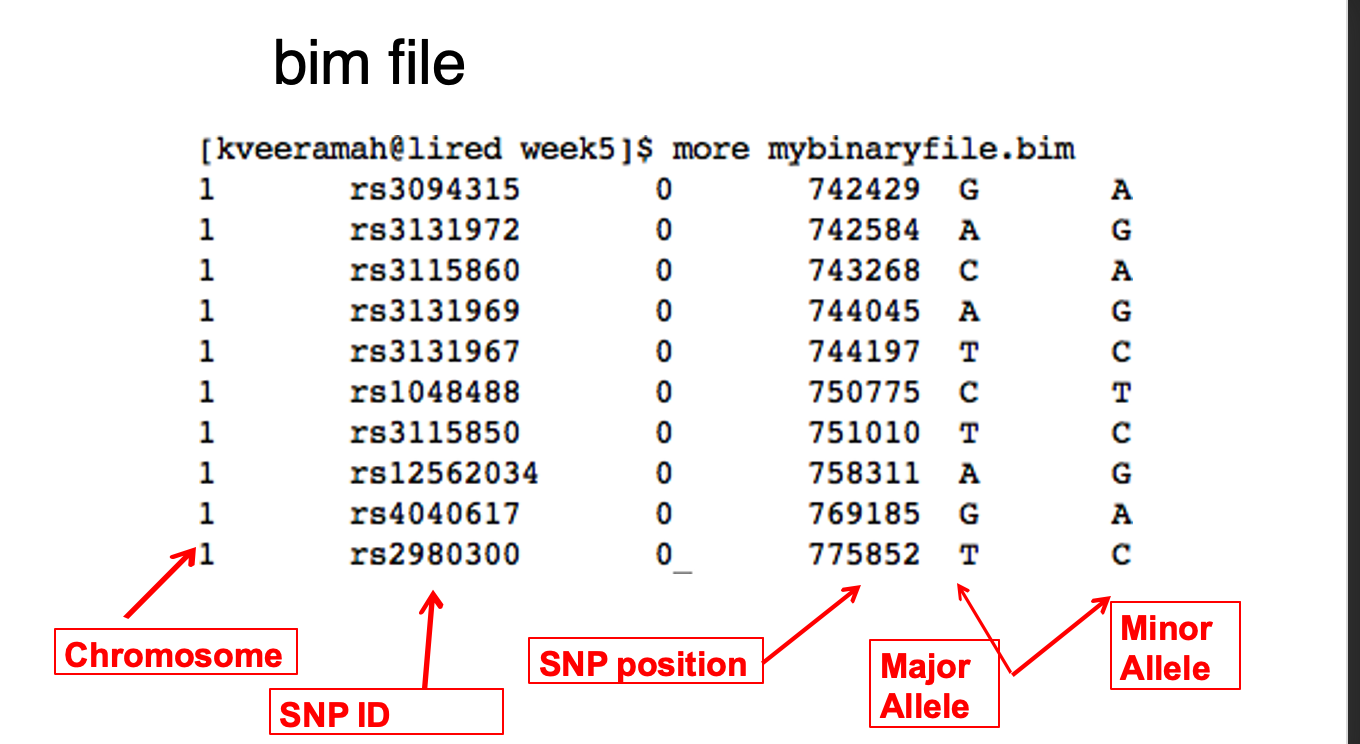 bim file
[kveeramah@lired week5]$ more mybinaryfile.bim
1 rs3094315 0 742429 G A
1 rs3131972 0 742584 A G
1 rs3115860 0 743268 C A
1 rs3131969 0 744045 A G
1 rs3131967 0 744197 T C
1 rs1048488 0 750775 C T
1 rs3115850 0 751010 T C
1 rs12562034 0 758311 A G
1 rs4040617 0 769185 G A
1 rs2980300 0_ 775852 T C
Chromosome
SNP ID
SNP position
Major
Allele
Minor
Allele